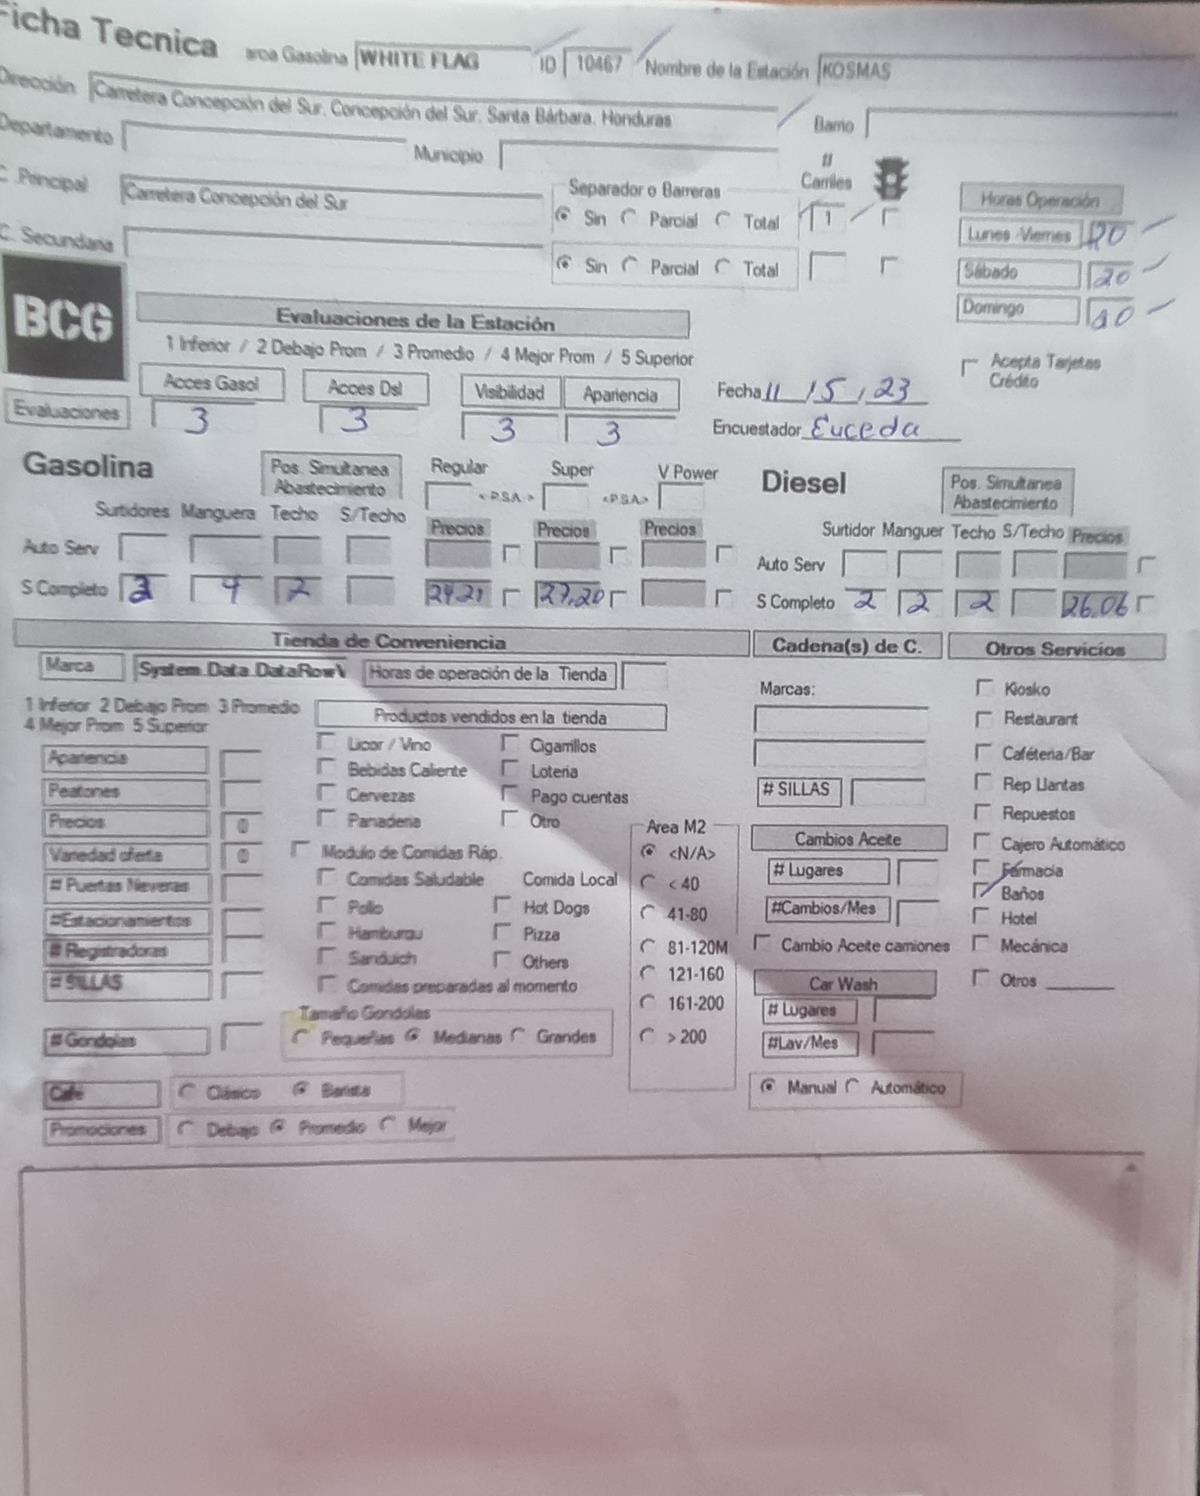 Ficha Tecnica arca Gasolina WHITE FLAG ID 10467 Nombre de la Estación KOSMAS
Dirección Carretera Concepción del Sur, Concepción del Sur, Santa Bárbara, Honduras Barrio
Departamento Municipio # Carriles
C .Principal Carretera Concepción del Sur Separador o Barreras Sin Parcial Total 1
C. Secundaria Sin Parcial Total
Horas Operación
Lunes -Viernes 20
Sábado 20
Domingo
BCG
Evaluaciones de la Estación
1 Inferior / 2 Debajo Prom / 3 Promedio / 4 Mejor Prom / 5 Superior
Acepta Tarjetas Crédito
Acces Gasol Acces Dsl Visibilidad Apariencia Fecha 11 / 5 / 23
Evaluaciones 3 3 3 3 Encuestador Euceda
Gasolina Pos. Simultanea Abastecimiento Regular <-P.S.A.-> Super <-P.S.A.> V Power
Surtidores Manguera Techo S/Techo Precios Precios Precios
Auto Serv
S Completo 2 4 2 24.21 27.20
Diesel Pos. Simultanea Abastecimiento
Surtidor Manguer Techo S/Techo Precios
Auto Serv
S Completo 2 2 2 26.06
Tienda de Conveniencia
Marca System.Data.DataRowV Horas de operación de la Tienda
1 Inferior 2 Debajo Prom 3 Promedio
4 Mejor Prom 5 Superior
Apariencia
Peatones
Precios 0
Variedad oferta 0
# Puertas Neveras
#Estacionamientos
# Registradoras
# SILLAS
# Gondolas
Productos vendidos en la tienda
Licor / Vino Cigarrillos
Bebidas Caliente Loteria
Cervezas Pago cuentas
Panaderia Otro
Modulo de Comidas Ráp.
Comidas Saludable Comida Local
Pollo Hot Dogs
Hamburgu Pizza
Sanduich Others
Comidas preparadas al momento
Tamaño Gondolas
Pequeñas Medianas Grandes
Area M2
<N/A>
< 40
41-80
81-120M
121-160
161-200
> 200
Café Clásico Barista
Promociones Debajo Promedio Mejor
Cadena(s) de C.
Marcas:
# SILLAS
Cambios Aceite
# Lugares
#Cambios/Mes
Cambio Aceite camiones
Car Wash
# Lugares
#Lav/Mes
Manual Automático
Otros Servicios
Kiosko
Restaurant
Cafétería/Bar
Rep Llantas
Repuestos
Cajero Automático
Fármacia
Baños
Hotel
Mecánica
Otros